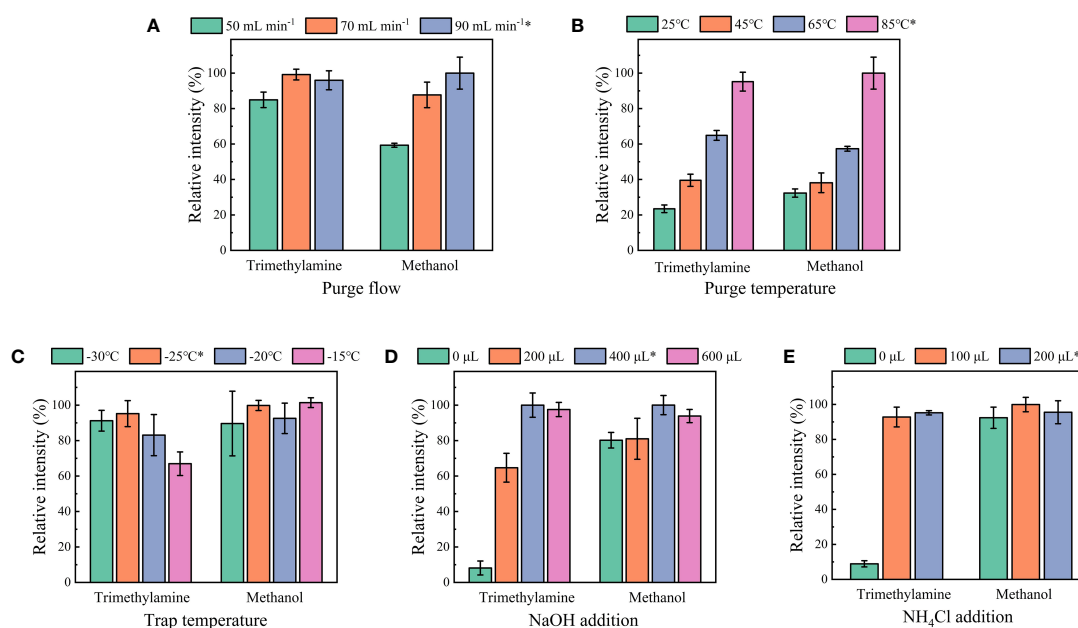 A
50 mL min-1 70 mL min-1 90 mL min-1*
Relative intensity (%)
100
80
60
40
20
0
Trimethylamine Methanol
Purge flow
B
25℃ 45℃ 65℃ 85℃*
Relative intensity (%)
100
80
60
40
20
0
Trimethylamine Methanol
Purge temperature
C
-30℃ -25℃* -20℃ -15℃
Relative intensity (%)
100
80
60
40
20
0
Trimethylamine Methanol
Trap temperature
D
0 μL 200 μL 400 μL* 600 μL
Relative intensity (%)
100
80
60
40
20
0
Trimethylamine Methanol
NaOH addition
E
0 μL 100 μL 200 μL*
Relative intensity (%)
100
80
60
40
20
0
Trimethylamine Methanol
NH4Cl addition